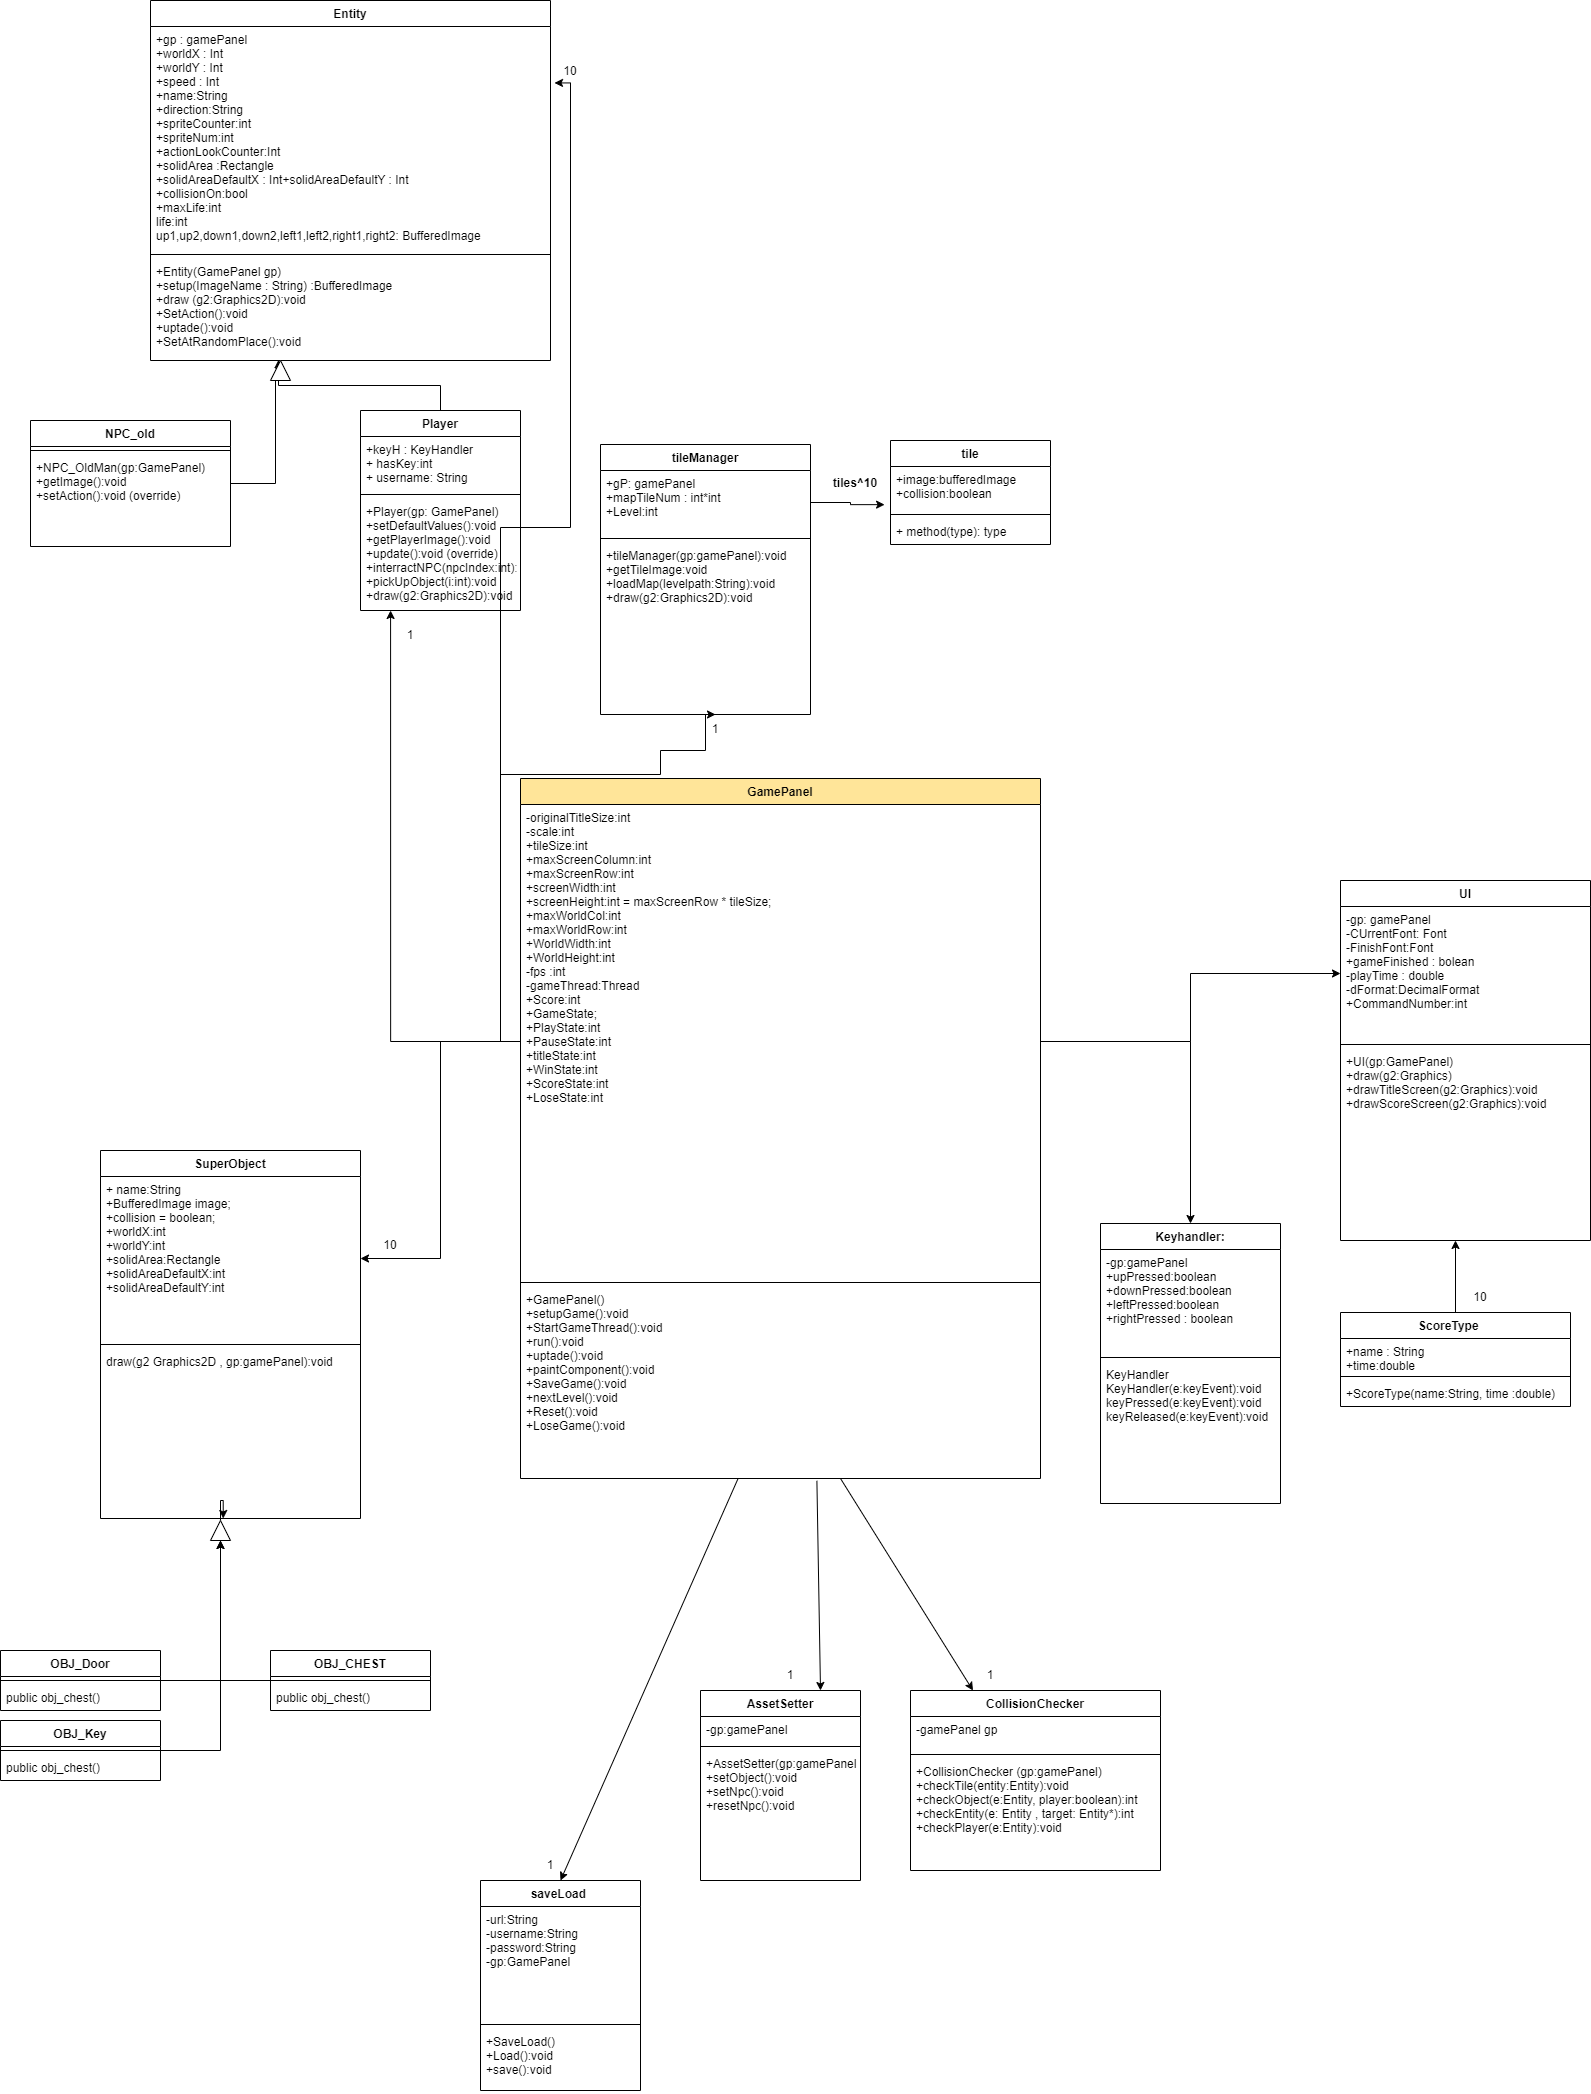 Entity
+gp : gamePanel
+worldX : Int
+worldY : Int
+speed : Int
+name:String
+direction:String
+spriteCounter:int
+spriteNum:int
+actionLookCounter:Int
+solidArea :Rectangle
+solidAreaDefaultX : Int+solidAreaDefaultY : Int
+collisionOn:bool
+maxLife:int
life:int
up1,up2,down1,down2,left1,left2,right1,right2: BufferedImage
+Entity(GamePanel gp)
+setup(ImageName : String) :BufferedImage
+draw (g2:Graphics2D):void
+SetAction():void
+uptade():void
+SetAtRandomPlace():void
10
NPC_old
+NPC_OldMan(gp:GamePanel)
+getImage():void
+setAction():void (override)
Player
+keyH : KeyHandler
+ hasKey:int
+ username: String
+Player(gp: GamePanel)
+setDefaultValues():void
+getPlayerImage():void
+update():void (override)
+interractNPC(npcIndex:int):
+pickUpObject(i:int):void
+draw(g2:Graphics2D):void
1
tileManager
+gP: gamePanel
+mapTileNum : int*int
+Level:int
+tileManager(gp:gamePanel):void
+getTileImage:void
+loadMap(levelpath:String):void
+draw(g2:Graphics2D):void
1
tiles^10
tile
+image:bufferedImage
+collision:boolean
+ method(type): type
GamePanel
-originalTitleSize:int
-scale:int
+tileSize:int
+maxScreenColumn:int
+maxScreenRow:int
+screenWidth:int
+screenHeight:int = maxScreenRow * tileSize;
+maxWorldCol:int
+maxWorldRow:int
+WorldWidth:int
+WorldHeight:int
-fps :int
-gameThread:Thread
+Score:int
+GameState;
+PlayState:int
+PauseState:int
+titleState:int
+WinState:int
+ScoreState:int
+LoseState:int
+GamePanel()
+setupGame():void
+StartGameThread():void
+run():void
+uptade():void
+paintComponent():void
+SaveGame():void
+nextLevel():void
+Reset():void
+LoseGame():void
UI
-gp: gamePanel
-CUrrentFont: Font
-FinishFont:Font
+gameFinished : bolean
-playTime : double
-dFormat:DecimalFormat
+CommandNumber:int
+UI(gp:GamePanel)
+draw(g2:Graphics)
+drawTitleScreen(g2:Graphics):void
+drawScoreScreen(g2:Graphics):void
10
ScoreType
+name : String
+time:double
+ScoreType(name:String, time :double)
Keyhandler:
-gp:gamePanel
+upPressed:boolean
+downPressed:boolean
+leftPressed:boolean
+rightPressed : boolean
KeyHandler
KeyHandler(e:keyEvent):void
keyPressed(e:keyEvent):void
keyReleased(e:keyEvent):void
SuperObject
+ name:String
+BufferedImage image;
+collision = boolean;
+worldX:int
+worldY:int
+solidArea:Rectangle
+solidAreaDefaultX:int
+solidAreaDefaultY:int
draw(g2 Graphics2D , gp:gamePanel):void
10
OBJ_Door
public obj_chest()
OBJ_CHEST
public obj_chest()
OBJ_Key
public obj_chest()
1
AssetSetter
-gp:gamePanel
+AssetSetter(gp:gamePanel
+setObject():void
+setNpc():void
+resetNpc():void
1
CollisionChecker
-gamePanel gp
+CollisionChecker (gp:gamePanel)
+checkTile(entity:Entity):void
+checkObject(e:Entity, player:boolean):int
+checkEntity(e: Entity , target: Entity*):int
+checkPlayer(e:Entity):void
1
saveLoad
-url:String
-username:String
-password:String
-gp:GamePanel
+SaveLoad()
+Load():void
+save():void